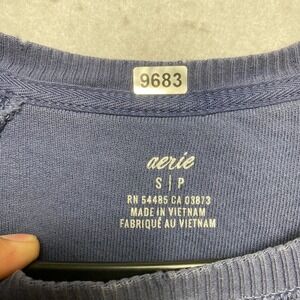 9683
aerie
S | P
RN 54485 CA 03873
MADE IN VIETNAM
FABRIQUÉ AU VIETNAM